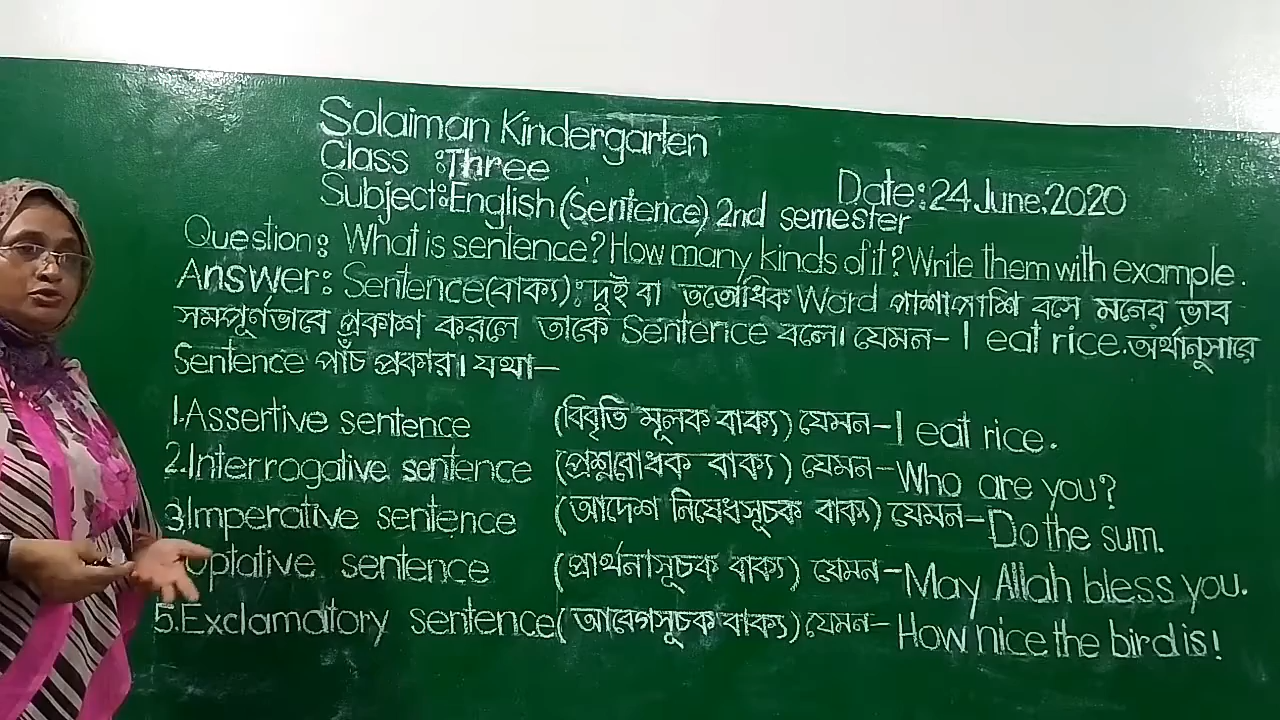 Solaiman Kindergarten
Class :Three
Date:24 June,2020
Subject:English (Sentence) 2nd semester
Question: What is sentence? How many kinds of it? Write them with example.
Answer: Sentence(বাক্য): দুই বা ততোধিক Word পাশাপাশি বসে মনের ভাব
সমপূর্ণভাবে প্রকাশ করলে তাকে Sentence বলে। যেমন- I eat rice.অর্থানুসারে
Sentence পাঁচ প্রকার। যথা—
1.Assertive sentence (বিবৃতি মূলক বাক্য) যেমন-I eat rice.
2.Interrogative sentence (প্রশ্নবোধক বাক্য) যেমন-Who are you?
3Imperative sentence (আদেশ নিষেধসূচক বাক্য) যেমন-Do the sum.
optative sentence (প্রার্থনাসূচক বাক্য) যেমন-May Allah bless you.
5.Exclamatory sentence (আবেগসূচক বাক্য) যেমন-How nice the bird is!